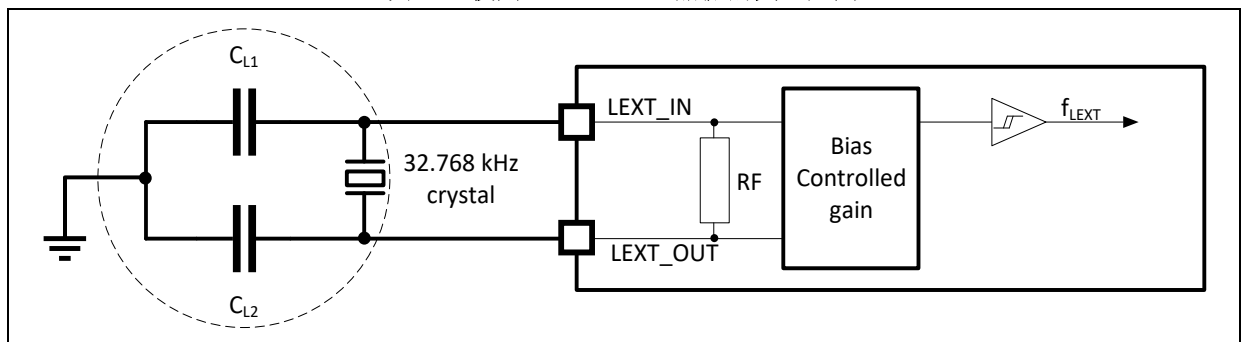 C_L1
LEXT_IN
f_LEXT
32.768 kHz
crystal
RF
Bias
Controlled
gain
LEXT_OUT
C_L2